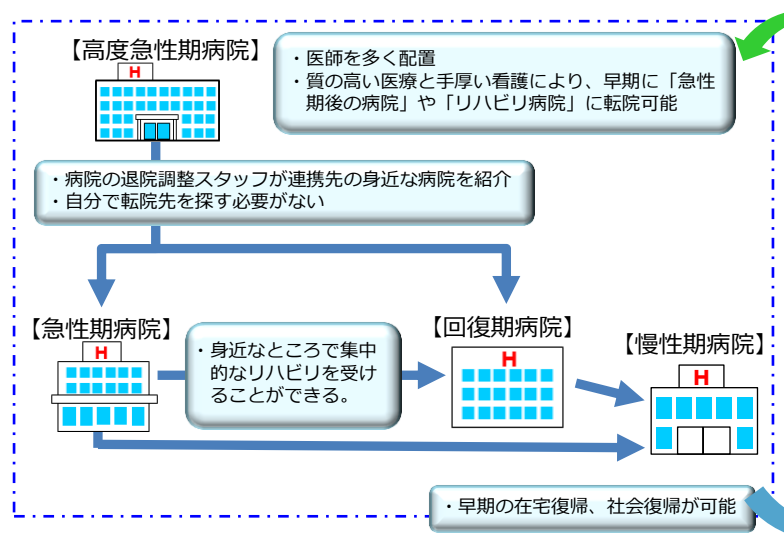 【高度急性期病院】
H
・医師を多く配置
・質の高い医療と手厚い看護により、早期に「急性
期後の病院」や「リハビリ病院」に転院可能
・病院の退院調整スタッフが連携先の身近な病院を紹介
・自分で転院先を探す必要がない
【急性期病院】
H
・身近なところで集中
的なリハビリを受け
ることができる。
【回復期病院】
H
【慢性期病院】
H
・早期の在宅復帰、社会復帰が可能